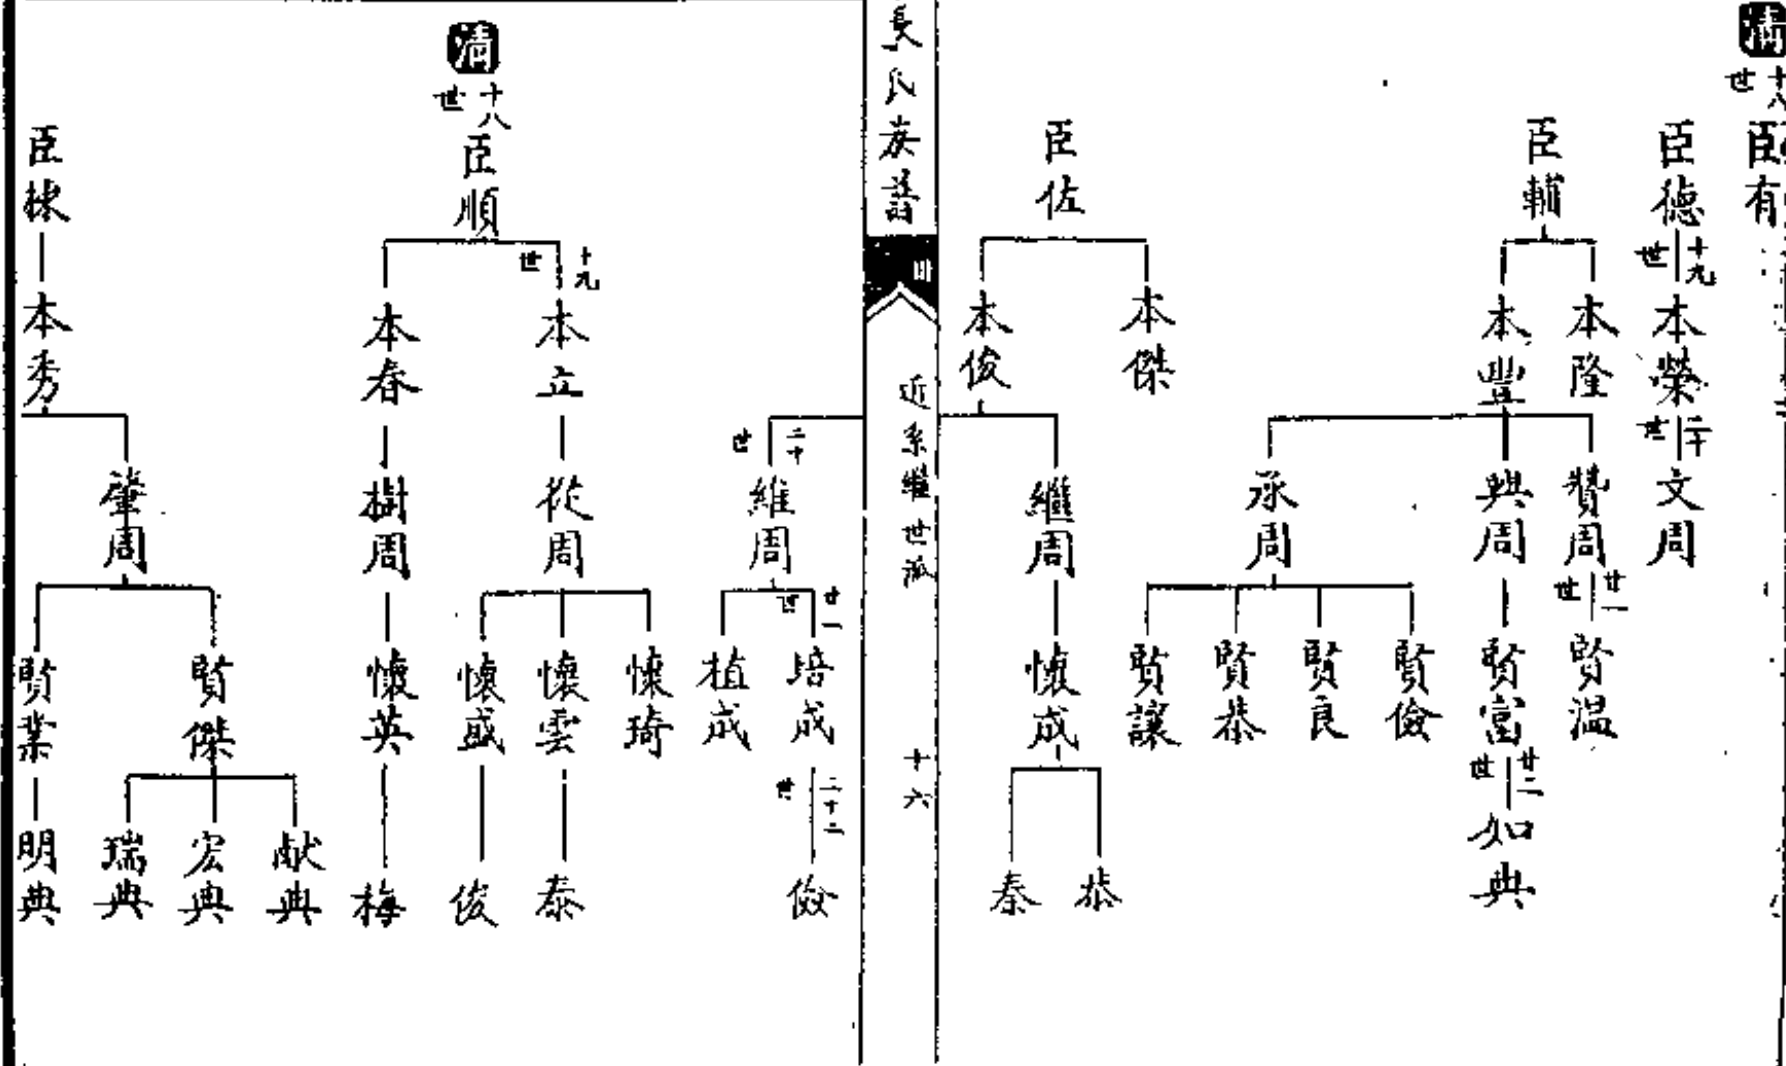 清
十八世
臣有
臣德
十九世
本榮
二十世
文周
臣輔
本隆
本豐
贊周
廿一世
賢温
興周
賢富
廿二世
如典
承周
賢儉
賢良
賢恭
賢讓
臣佐
本傑
本俊
繼周
懷成
恭
秦
長氏族譜
近系繼世派
十六
二十世
維周
廿一世
培成
二十二世
儉
植成
清
十八世
臣順
十九世
本立
從周
懷琦
懷雲
泰
懷盛
俊
本春
樹周
懷英
梅
臣棣
本秀
肇周
賢傑
献典
宏典
瑞典
賢業
明典